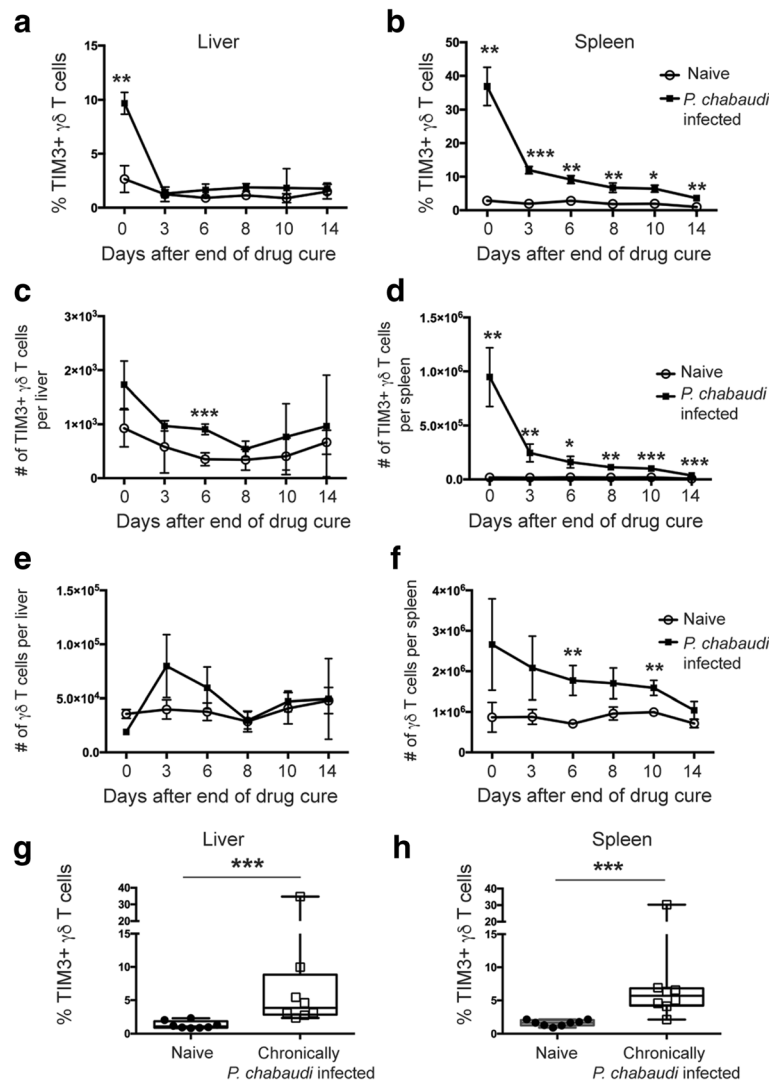 a
Liver
% TIM3+ γδ T cells
15
10
5
0
**
0 3 6 8 10 14
Days after end of drug cure
b
Spleen
% TIM3+ γδ T cells
50
40
30
20
10
0
**
***
**
**
*
**
0 3 6 8 10 14
Days after end of drug cure
Naive
P. chabaudi
infected
c
# of TIM3+ γδ T cells
per liver
3×10³
2×10³
1×10³
0
***
0 3 6 8 10 14
Days after end of drug cure
d
# of TIM3+ γδ T cells
per spleen
1.5×10⁶
1.0×10⁶
5.0×10⁵
0.0
**
**
*
**
***
***
0 3 6 8 10 14
Days after end of drug cure
Naive
P. chabaudi
infected
e
# of γδ T cells per liver
1.5×10⁵
1.0×10⁵
5.0×10⁴
0.0
0 3 6 8 10 14
Days after end of drug cure
f
# of γδ T cells per spleen
4×10⁶
3×10⁶
2×10⁶
1×10⁶
0
**
**
0 3 6 8 10 14
Days after end of drug cure
Naive
P. chabaudi
infected
g
Liver
***
% TIM3+ γδ T cells
40
30
20
15
10
5
0
Naive
Chronically
P. chabaudi infected
h
Spleen
***
% TIM3+ γδ T cells
40
30
20
15
10
5
0
Naive
Chronically
P. chabaudi infected